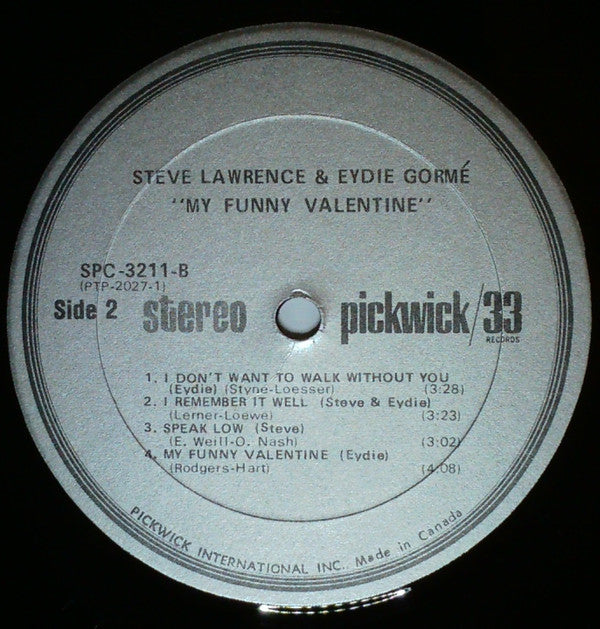 STEVE LAWRENCE & EYDIE GORMÉ
"MY FUNNY VALENTINE"
SPC-3211-B
(PTP-2027-1)
Side 2 stereo pickwick/33
RECORDS
1. I DON'T WANT TO WALK WITHOUT YOU
(Eydie) (Styne-Loesser) (3:28)
2. I REMEMBER IT WELL (Steve & Eydie)
(Lerner-Loewe) (3:23)
3. SPEAK LOW (Steve)
(E. Weill-O. Nash) (3:02)
4. MY FUNNY VALENTINE (Eydie)
(Rodgers-Hart) (4:08)
PICKWICK INTERNATIONAL INC. Made in Canada